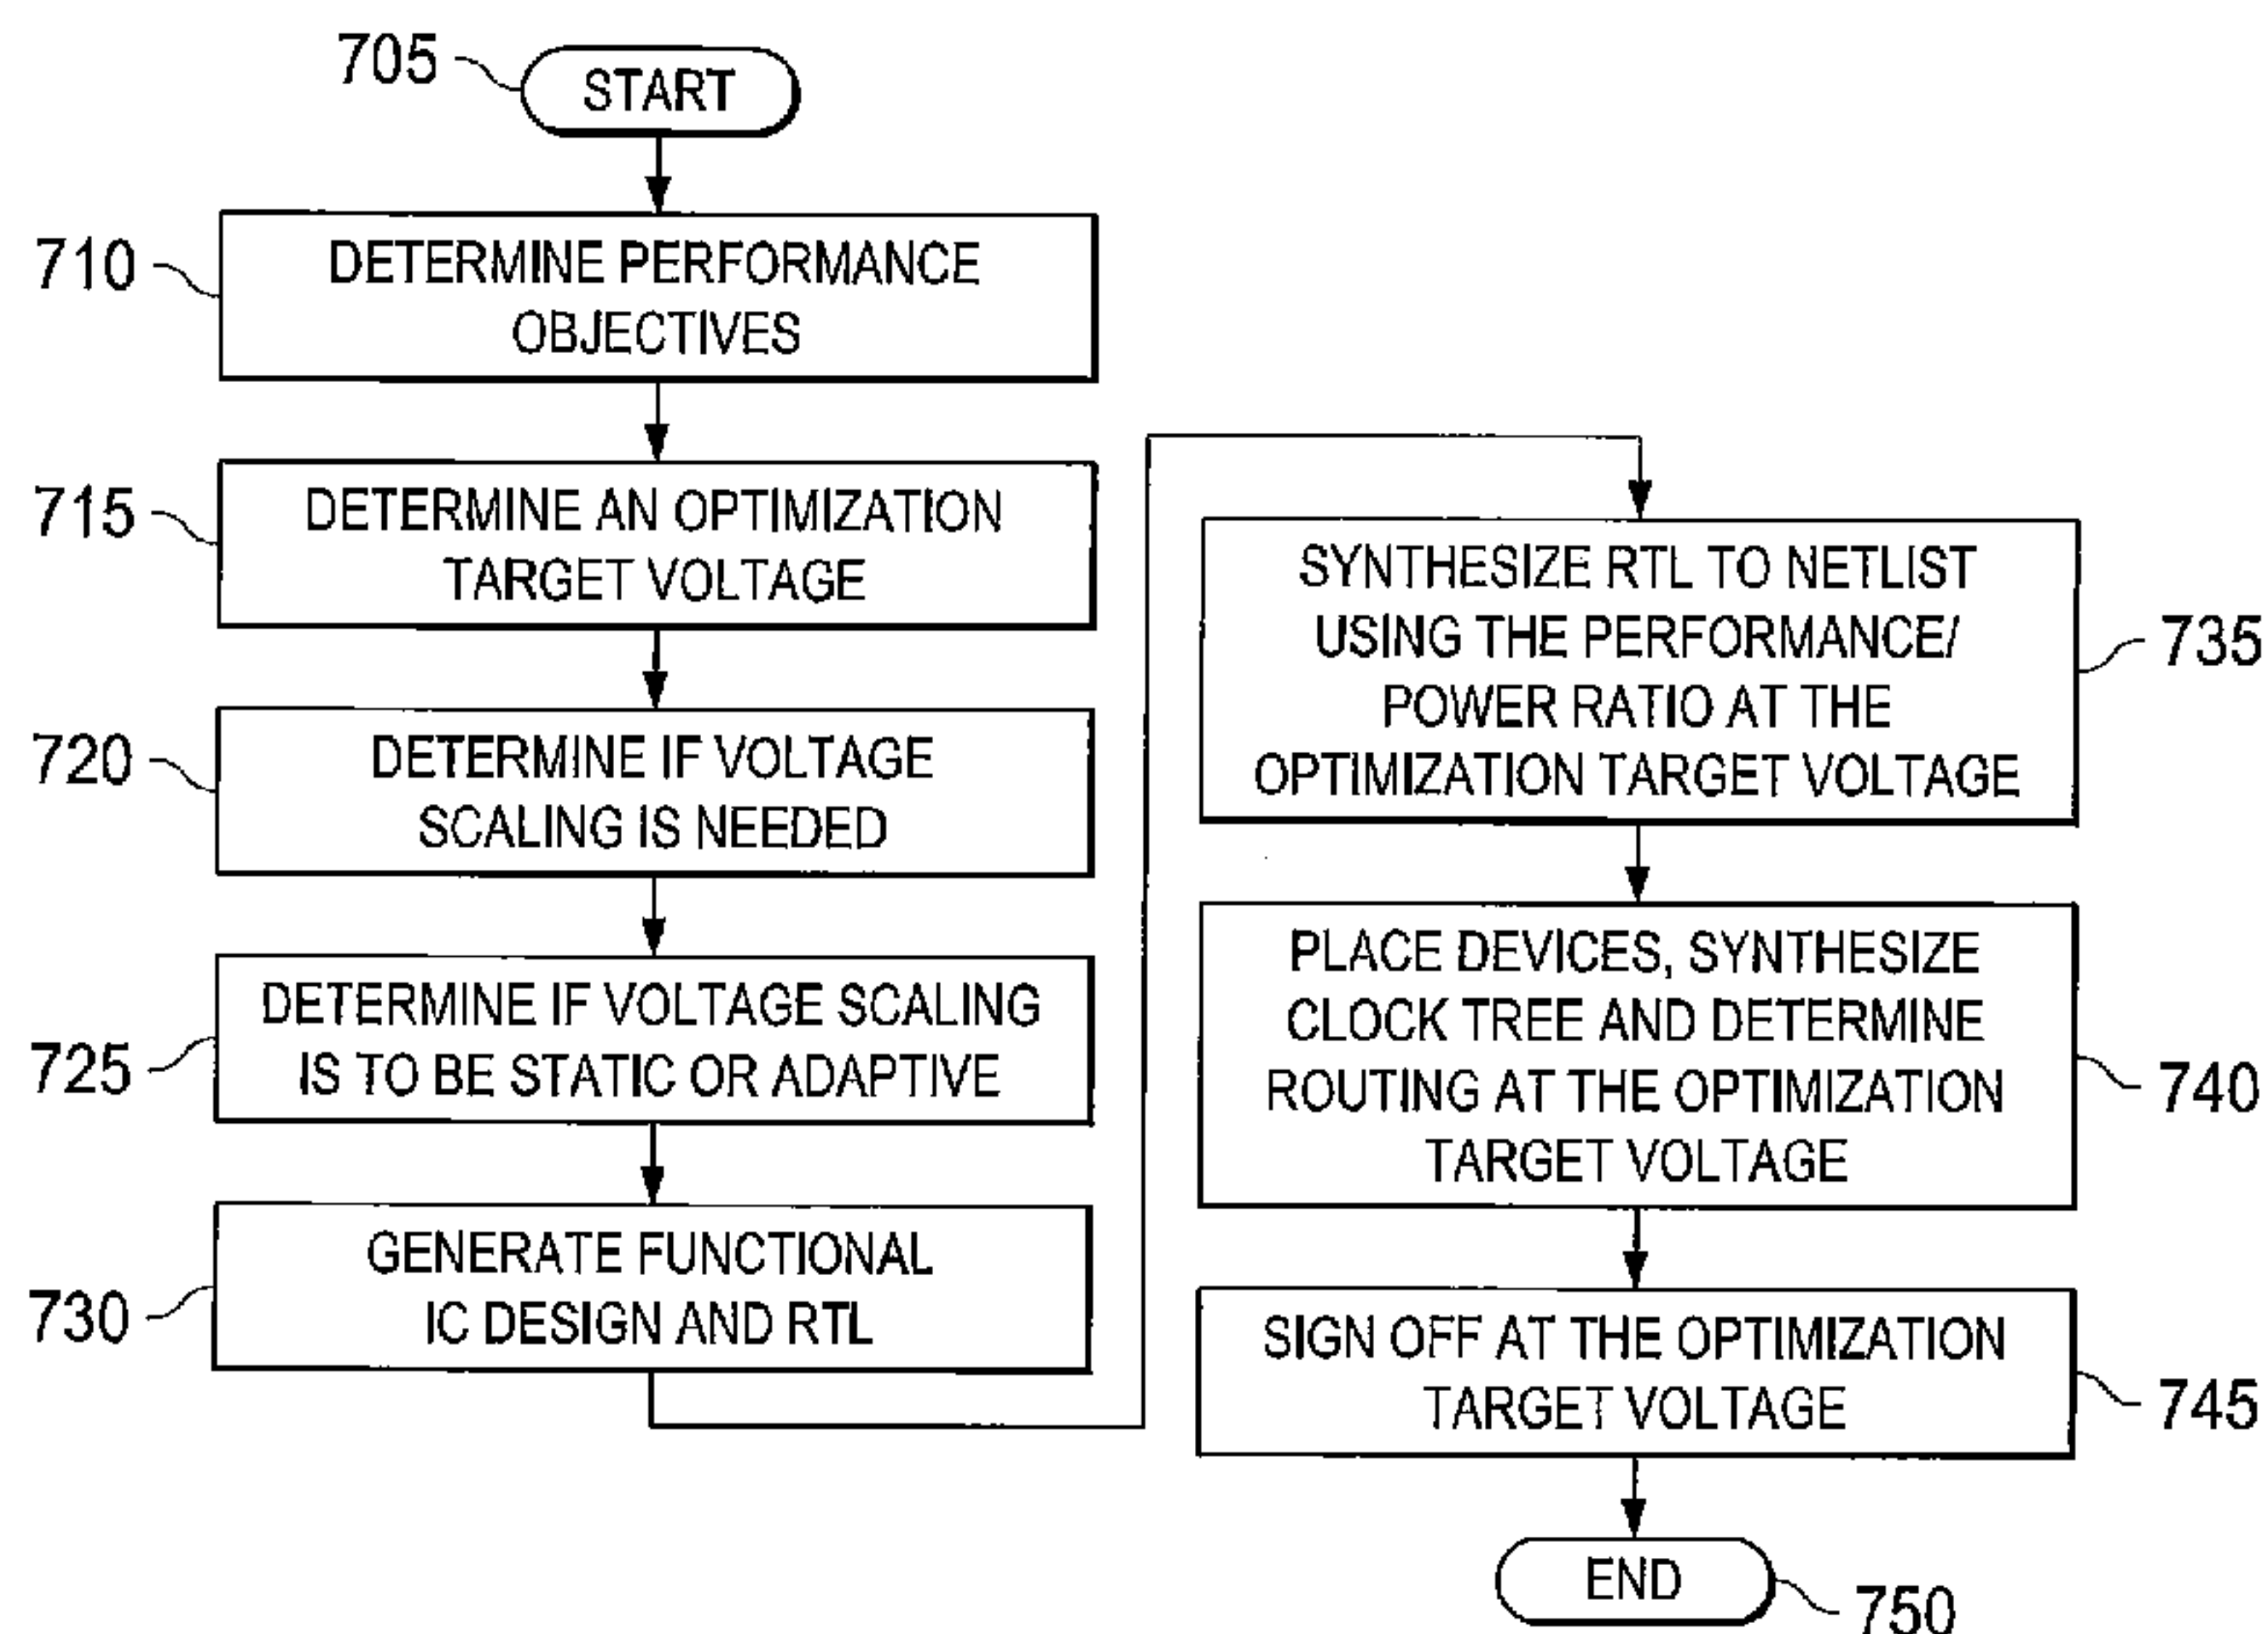 705
START
710
DETERMINE PERFORMANCE
OBJECTIVES
715
DETERMINE AN OPTIMIZATION
TARGET VOLTAGE
720
DETERMINE IF VOLTAGE
SCALING IS NEEDED
725
DETERMINE IF VOLTAGE SCALING
IS TO BE STATIC OR ADAPTIVE
730
GENERATE FUNCTIONAL
IC DESIGN AND RTL
SYNTHESIZE RTL TO NETLIST
USING THE PERFORMANCE/
POWER RATIO AT THE
OPTIMIZATION TARGET VOLTAGE
735
PLACE DEVICES, SYNTHESIZE
CLOCK TREE AND DETERMINE
ROUTING AT THE OPTIMIZATION
TARGET VOLTAGE
740
SIGN OFF AT THE OPTIMIZATION
TARGET VOLTAGE
745
END
750